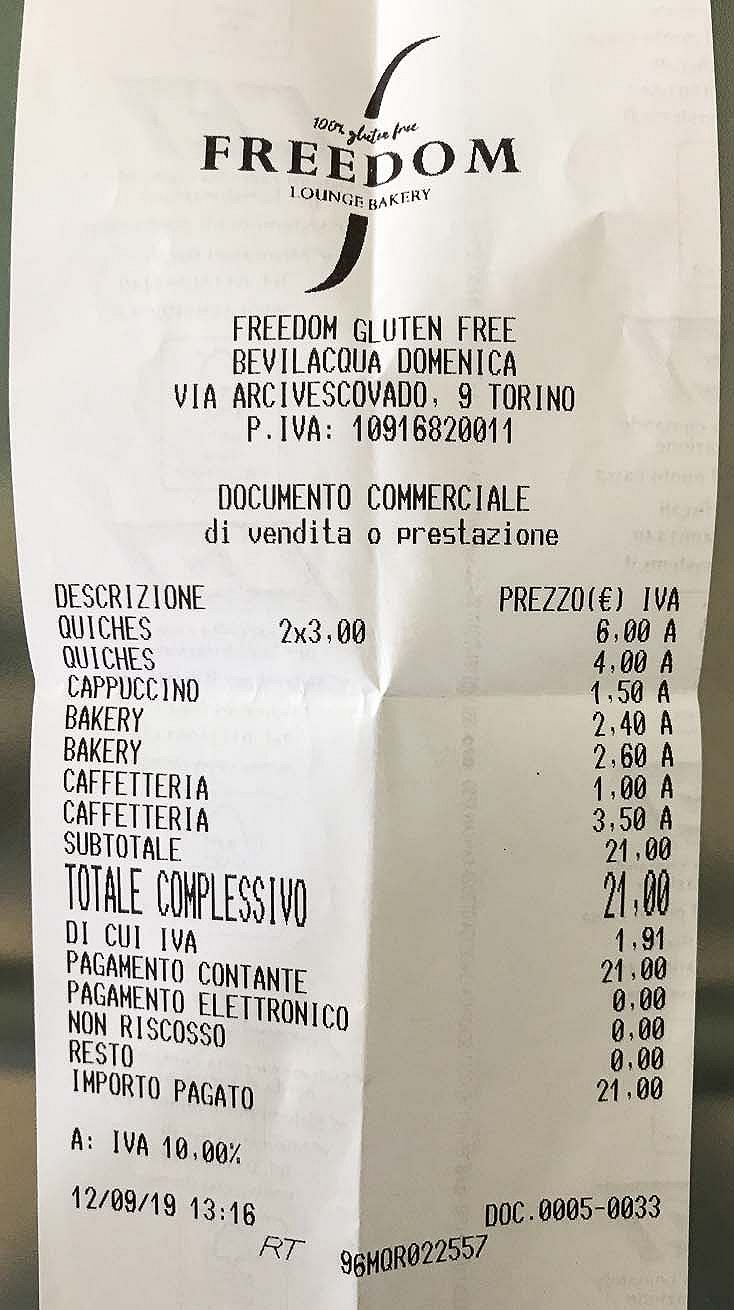 100% gluten free
FREEDOM
LOUNGE BAKERY
FREEDOM GLUTEN FREE
BEVILACQUA DOMENICA
VIA ARCIVESCOVADO, 9 TORINO
P.IVA: 10916820011
DOCUMENTO COMMERCIALE
di vendita o prestazione
DESCRIZIONE PREZZO(€) IVA
QUICHES 2x3,00 6,00 A
QUICHES 4,00 A
CAPPUCCINO 1,50 A
BAKERY 2,40 A
BAKERY 2,60 A
CAFFETTERIA 1,00 A
CAFFETTERIA 3,50 A
SUBTOTALE 21,00
TOTALE COMPLESSIVO 21,00
DI CUI IVA 1,91
PAGAMENTO CONTANTE 21,00
PAGAMENTO ELETTRONICO 0,00
NON RISCOSSO 0,00
RESTO 0,00
IMPORTO PAGATO 21,00
A: IVA 10,00%
12/09/19 13:16 DOC.0005-0033
RT 96MQR022557